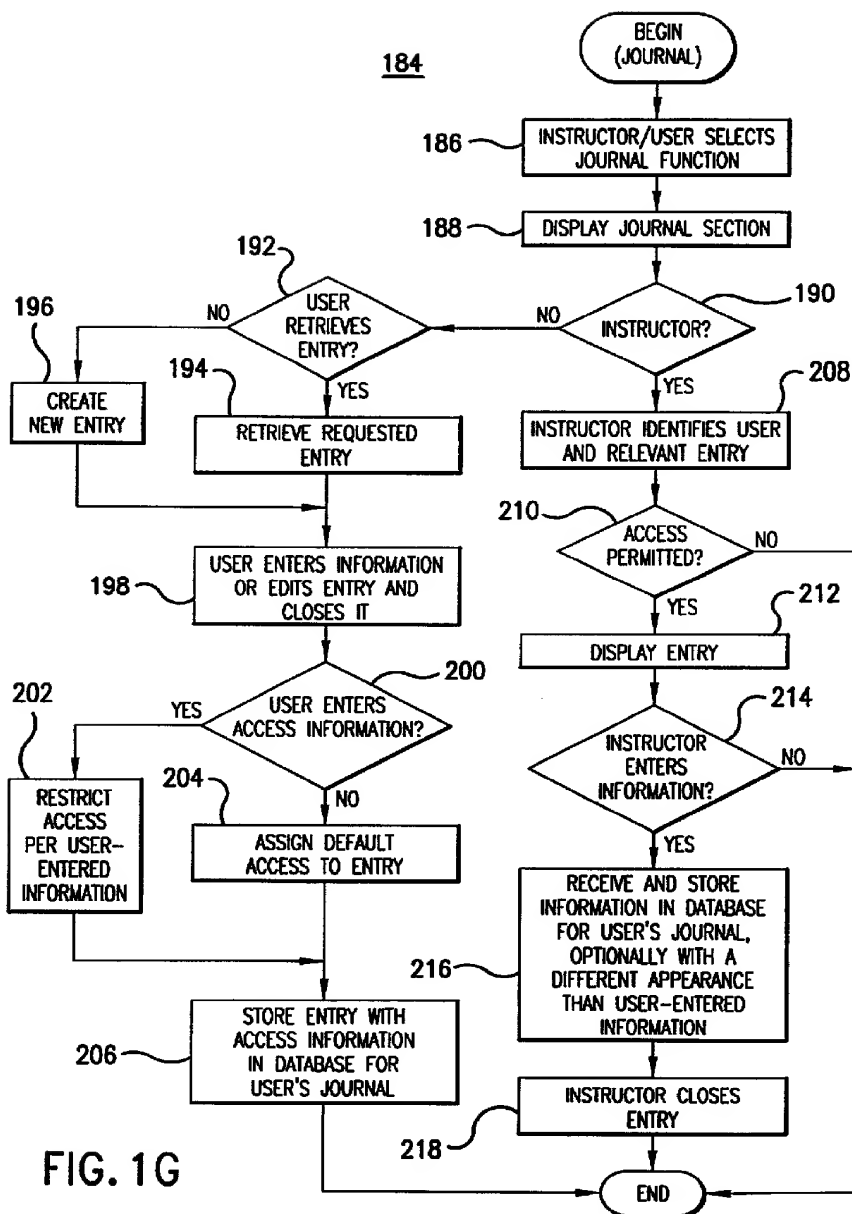 BEGIN
(JOURNAL)
184
186
INSTRUCTOR/USER SELECTS
JOURNAL FUNCTION
188
DISPLAY JOURNAL SECTION
190
INSTRUCTOR?
NO
YES
192
USER
RETRIEVES
ENTRY?
NO
YES
196
CREATE
NEW ENTRY
194
RETRIEVE REQUESTED
ENTRY
198
USER ENTERS INFORMATION
OR EDITS ENTRY AND
CLOSES IT
200
USER ENTERS
ACCESS INFORMATION?
YES
NO
202
RESTRICT
ACCESS
PER USER-
ENTERED
INFORMATION
204
ASSIGN DEFAULT
ACCESS TO ENTRY
206
STORE ENTRY WITH
ACCESS INFORMATION
IN DATABASE FOR
USER'S JOURNAL
208
INSTRUCTOR IDENTIFIES USER
AND RELEVANT ENTRY
210
ACCESS
PERMITTED?
NO
YES
212
DISPLAY ENTRY
214
INSTRUCTOR
ENTERS
INFORMATION?
NO
YES
216
RECEIVE AND STORE
INFORMATION IN DATABASE
FOR USER'S JOURNAL,
OPTIONALLY WITH A
DIFFERENT APPEARANCE
THAN USER-ENTERED
INFORMATION
218
INSTRUCTOR CLOSES
ENTRY
END
FIG. 1G